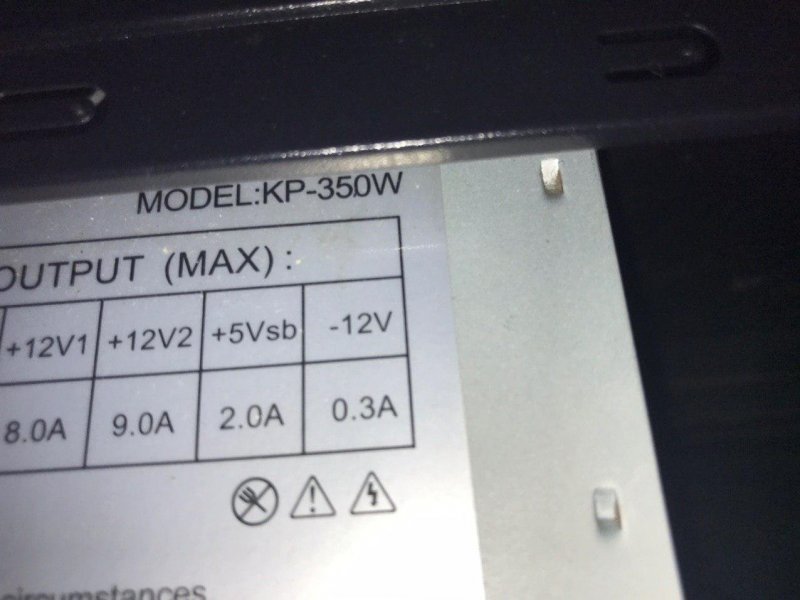 MODEL:KP-350W
OUTPUT (MAX) :
+12V1 +12V2 +5Vsb -12V
8.0A 9.0A 2.0A 0.3A
circumstances